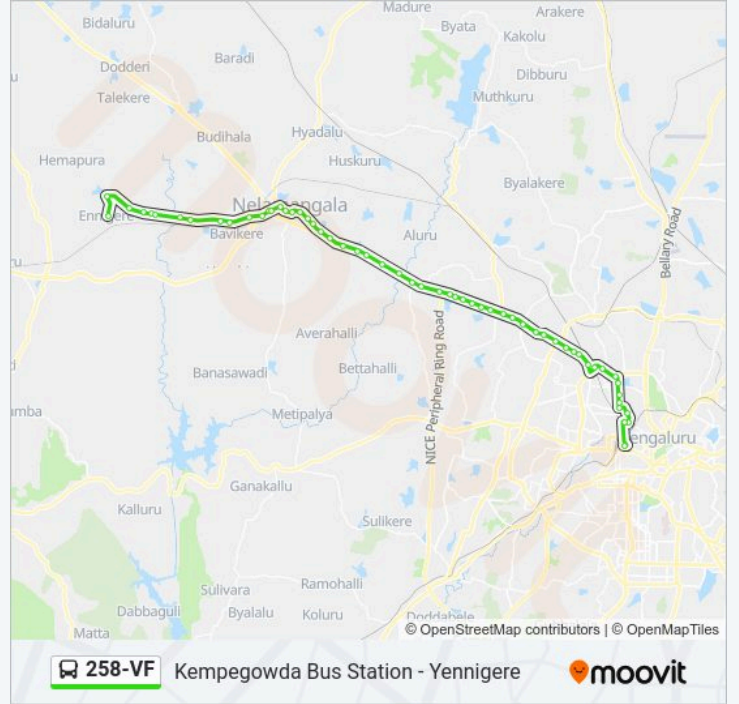 Madure
Bidaluru
Arakere
Byata
Kakolu
Dodderi
Baradi
Dibburu
Talekere
Muthkuru
Budihala
Hyadalu
Hemapura
Huskuru
Byalakere
Nelamangala
Bavikere
Aluru
Bellary Road
Averahalli
Banasawadi
Bettahalli
NICE Peripheral Ring Road
Metipalya
Bengaluru
Ganakallu
Kalluru
Sulikere
Ramohalli
Sulivara
Dabbaguli
Byalalu
Koluru
Doddabele
Matta
© OpenStreetMap contributors | © OpenMapTiles
258-VF Kempegowda Bus Station - Yennigere
moovit